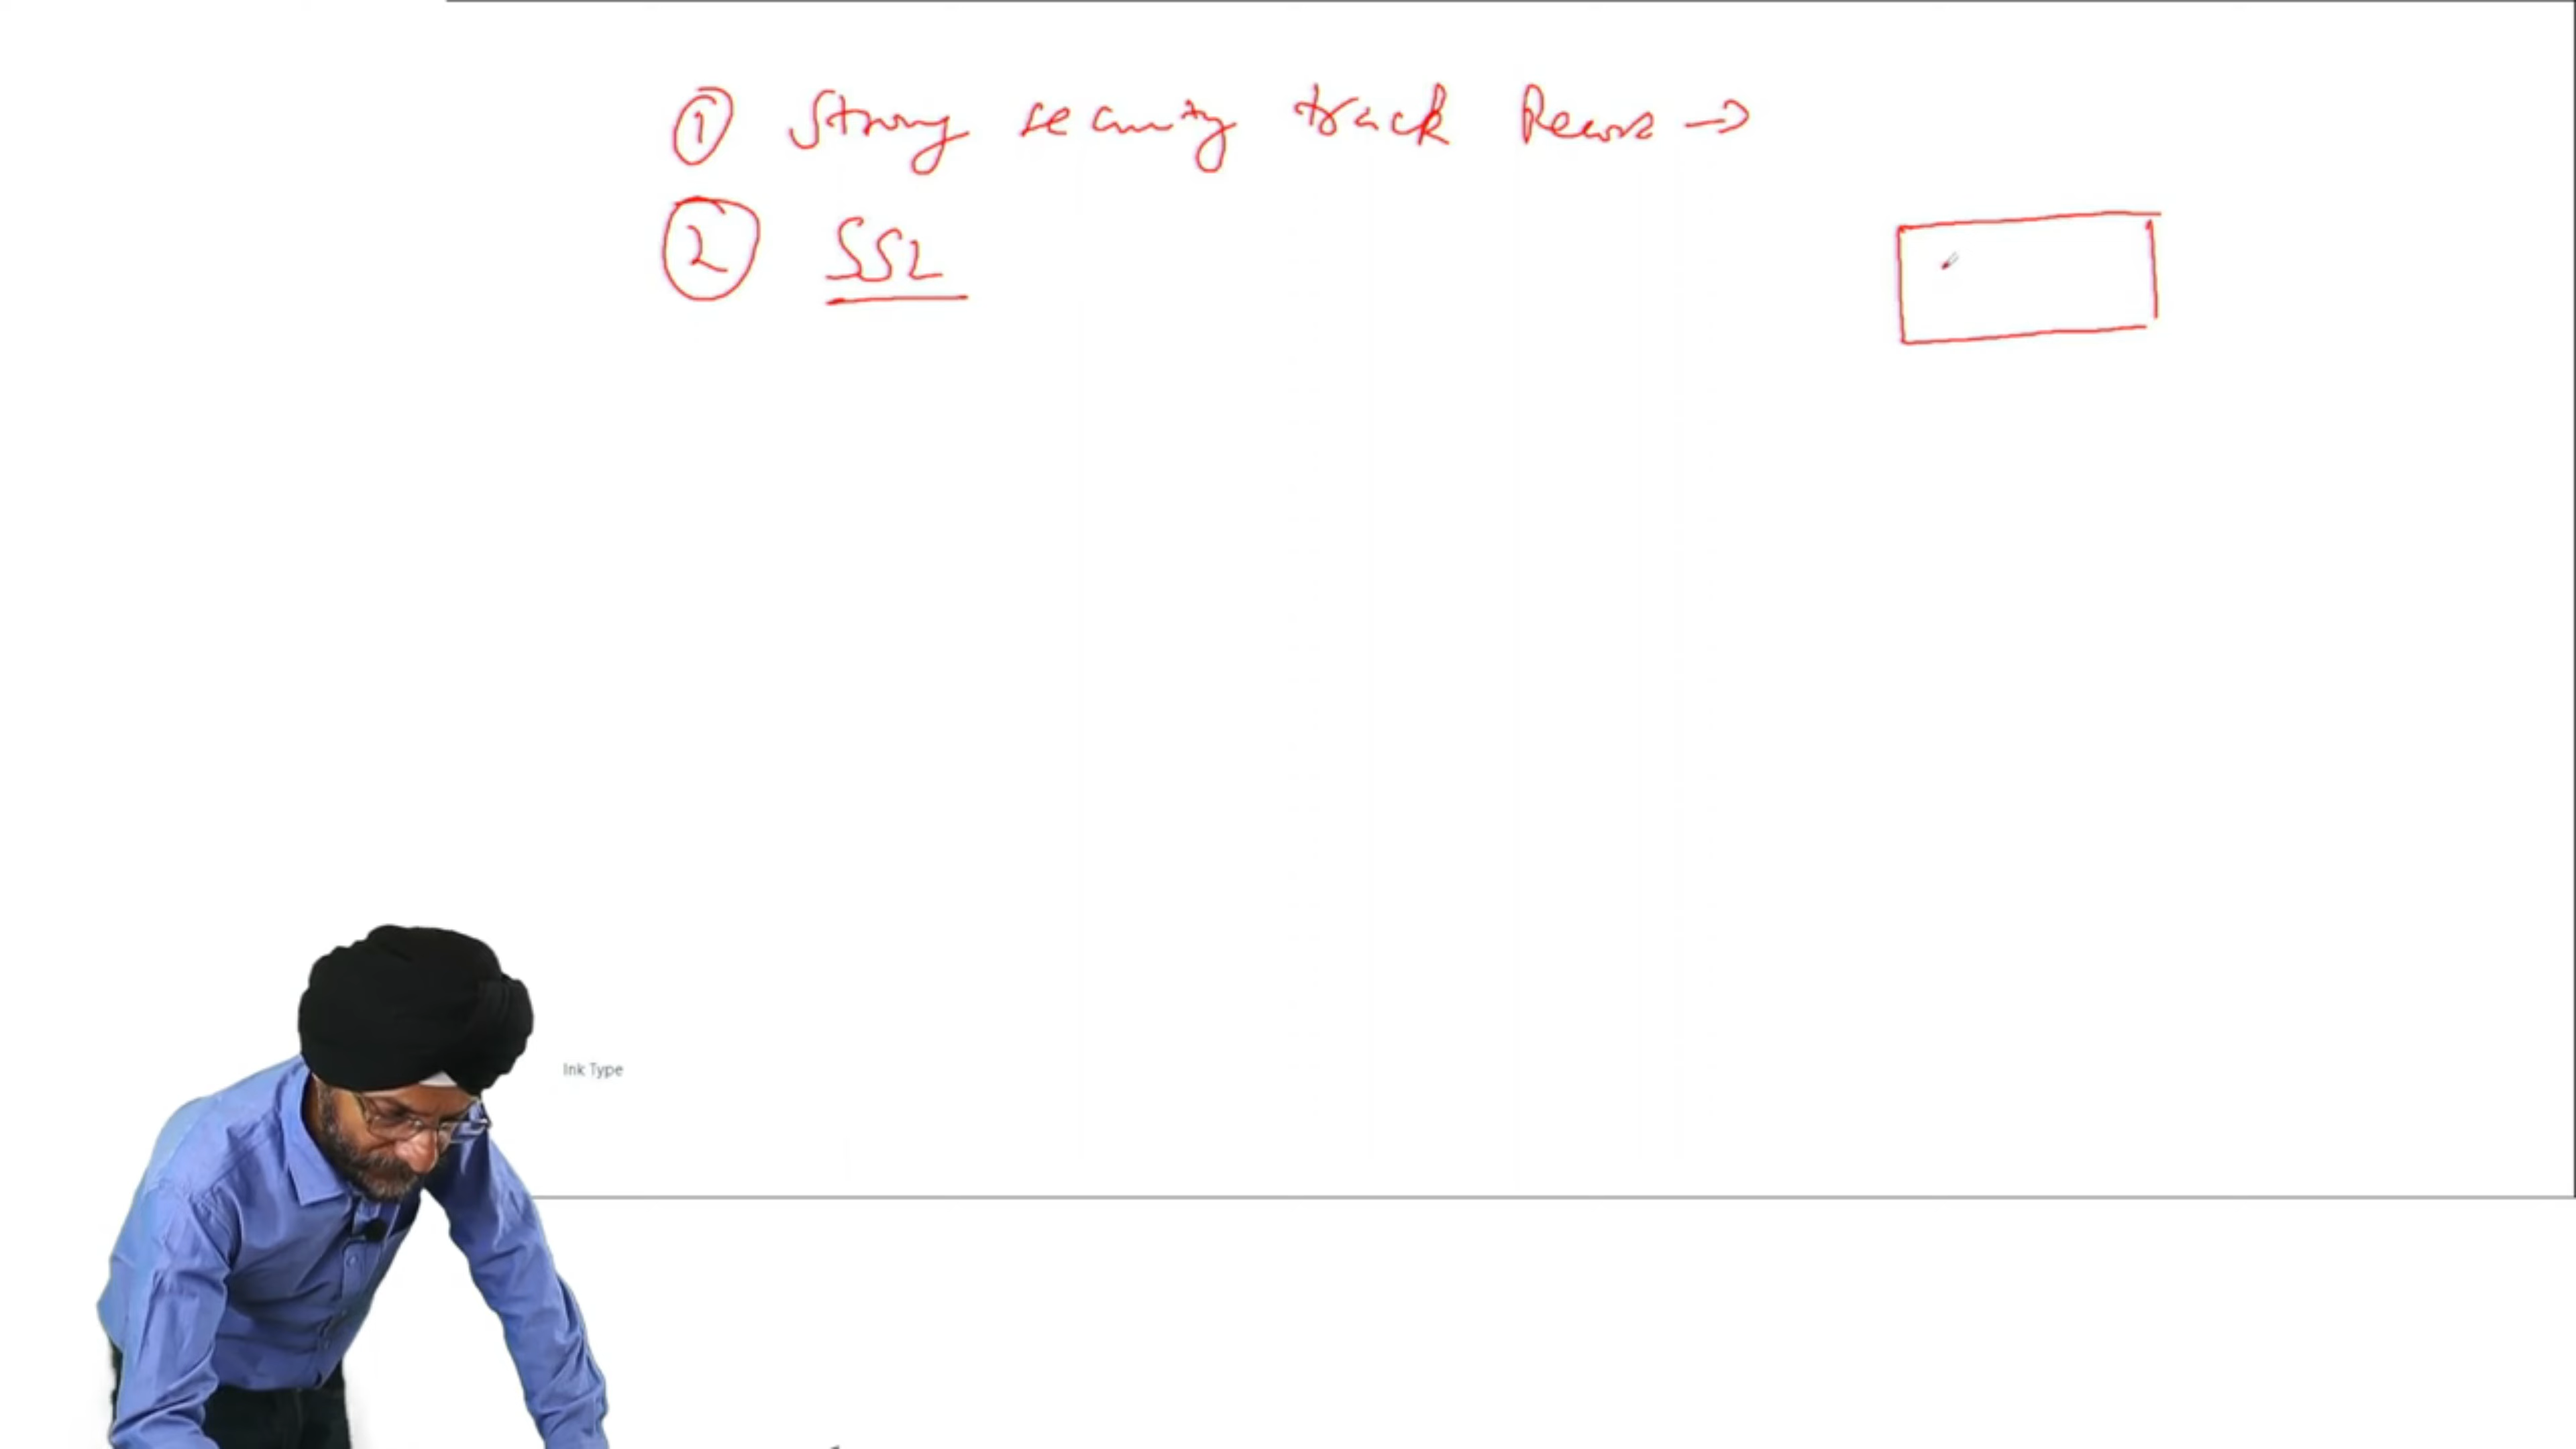 ① Strong security track Record →
② SSL
Ink Type